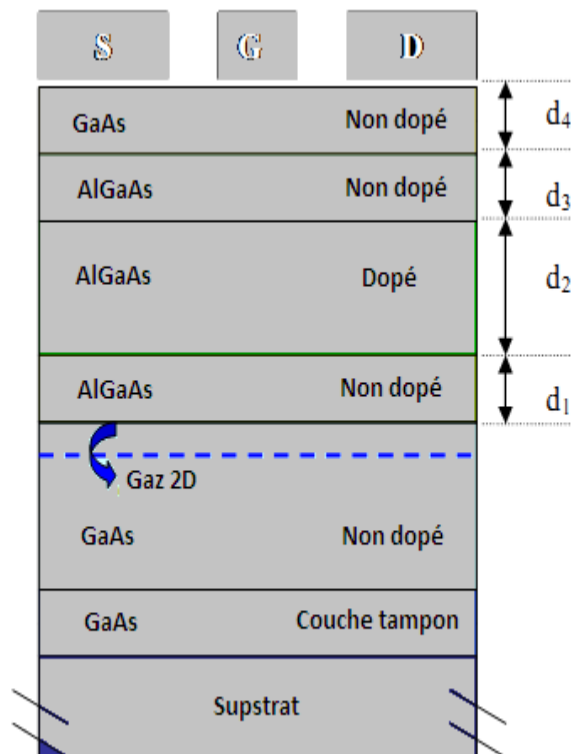 S G D
GaAs Non dopé d4
AlGaAs Non dopé d3
AlGaAs Dopé d2
AlGaAs Non dopé d1
Gaz 2D
GaAs Non dopé
GaAs Couche tampon
Supstrat